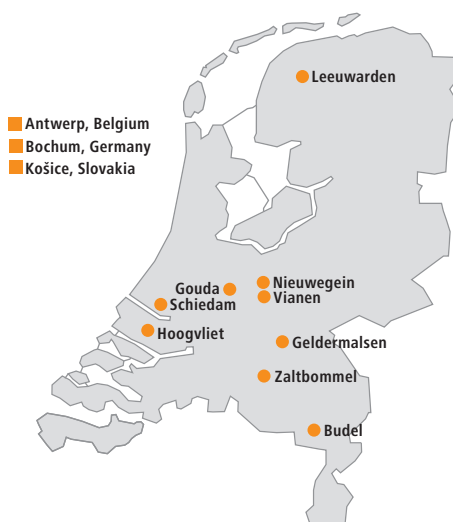 Leeuwarden
Antwerp, Belgium
Bochum, Germany
Košice, Slovakia
Nieuwegein
Gouda
Vianen
Schiedam
Hoogvliet
Geldermalsen
Zaltbommel
Budel